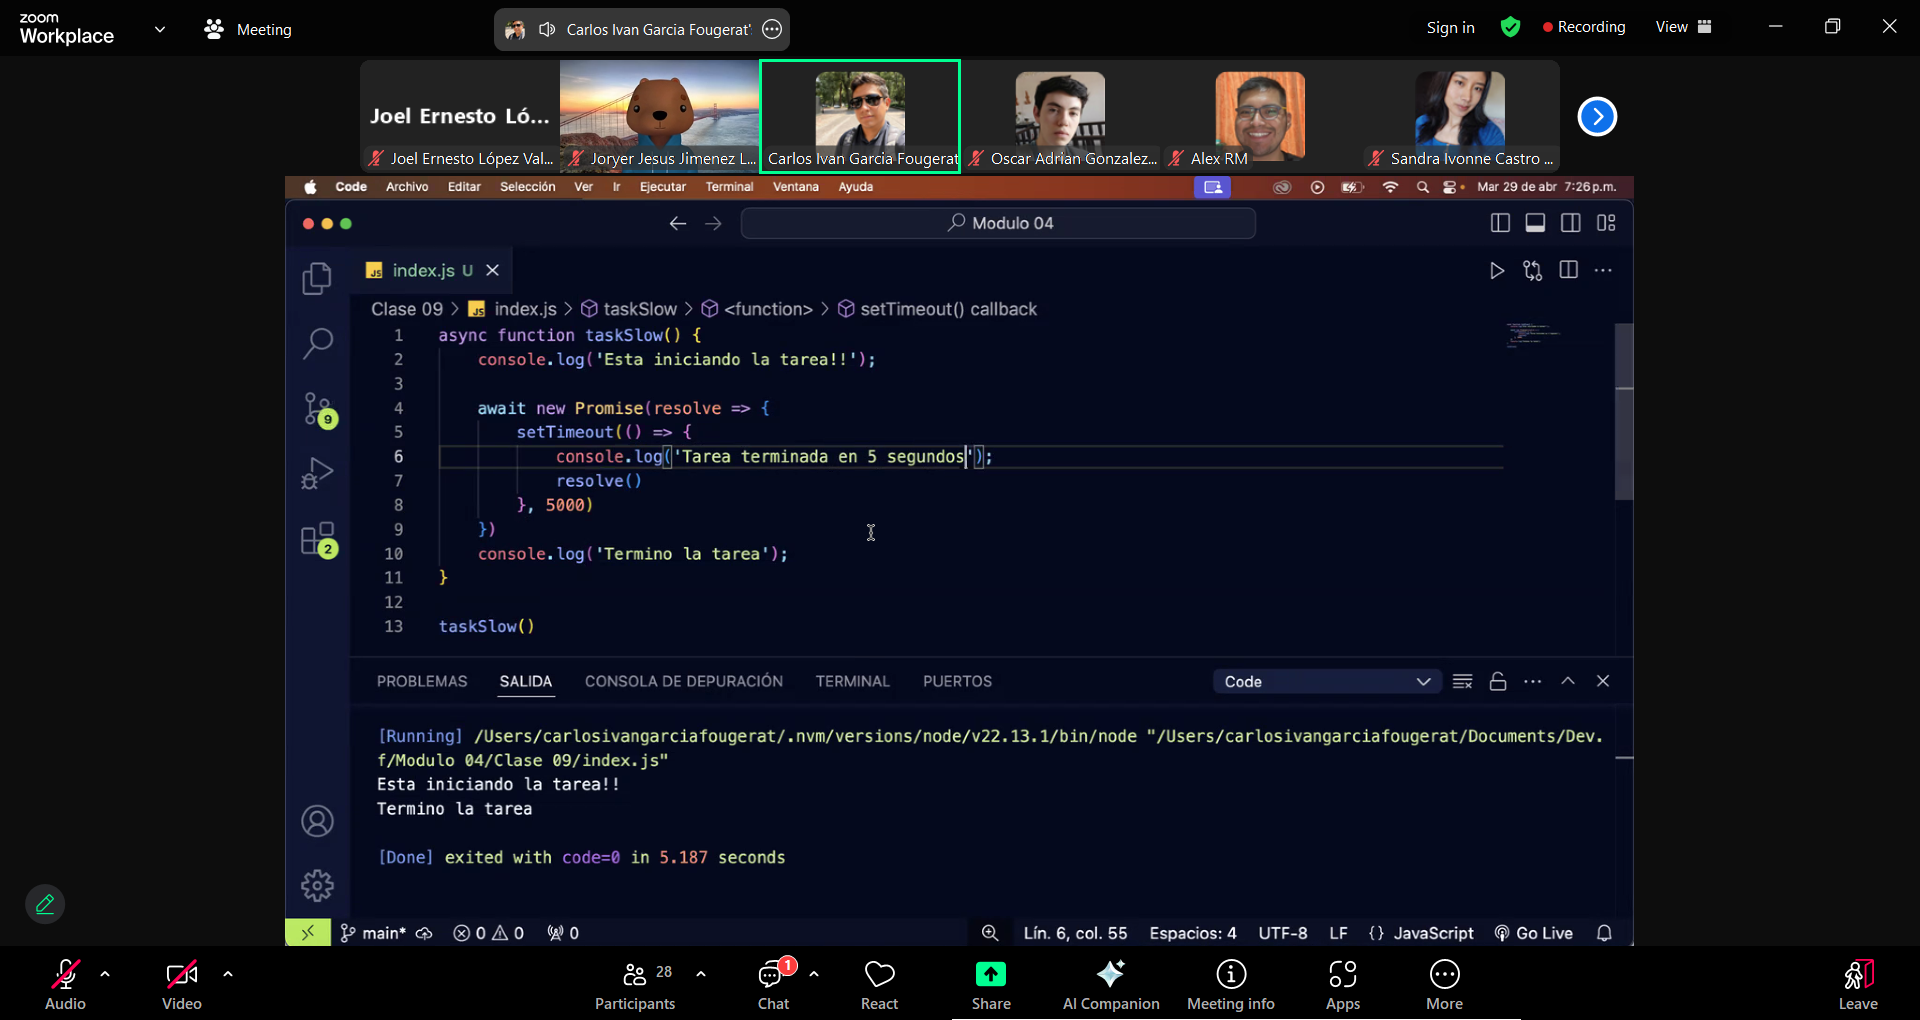 zoom
Workplace
Meeting
Carlos Ivan Garcia Fougerat'
Sign in
Recording
View
Joel Ernesto Ló...
Joel Ernesto López Val...
Joryer Jesus Jimenez L...
Carlos Ivan Garcia Fougerat
Oscar Adrian Gonzalez...
Alex RM
Sandra Ivonne Castro ...
Code Archivo Editar Selección Ver Ir Ejecutar Terminal Ventana Ayuda
Mar 29 de abr 7:26 p.m.
Modulo 04
JS index.js U
Clase 09 > JS index.js > taskSlow > <function> > setTimeout() callback
1 async function taskSlow() {
2 console.log('Esta iniciando la tarea!!');
3
4 await new Promise(resolve => {
5 setTimeout(() => {
6 console.log('Tarea terminada en 5 segundos');
7 resolve()
8 }, 5000)
9 })
10 console.log('Termino la tarea');
11 }
12
13 taskSlow()
9
2
PROBLEMAS SALIDA CONSOLA DE DEPURACIÓN TERMINAL PUERTOS
Code
[Running] /Users/carlosivangarciafougerat/.nvm/versions/node/v22.13.1/bin/node "/Users/carlosivangarciafougerat/Documents/Dev.
f/Modulo 04/Clase 09/index.js"
Esta iniciando la tarea!!
Termino la tarea
[Done] exited with code=0 in 5.187 seconds
main* 0 0 0
Lín. 6, col. 55 Espacios: 4 UTF-8 LF {} JavaScript Go Live
Audio
Video
28
Participants
1
Chat
React
Share
AI Companion
Meeting info
Apps
More
Leave